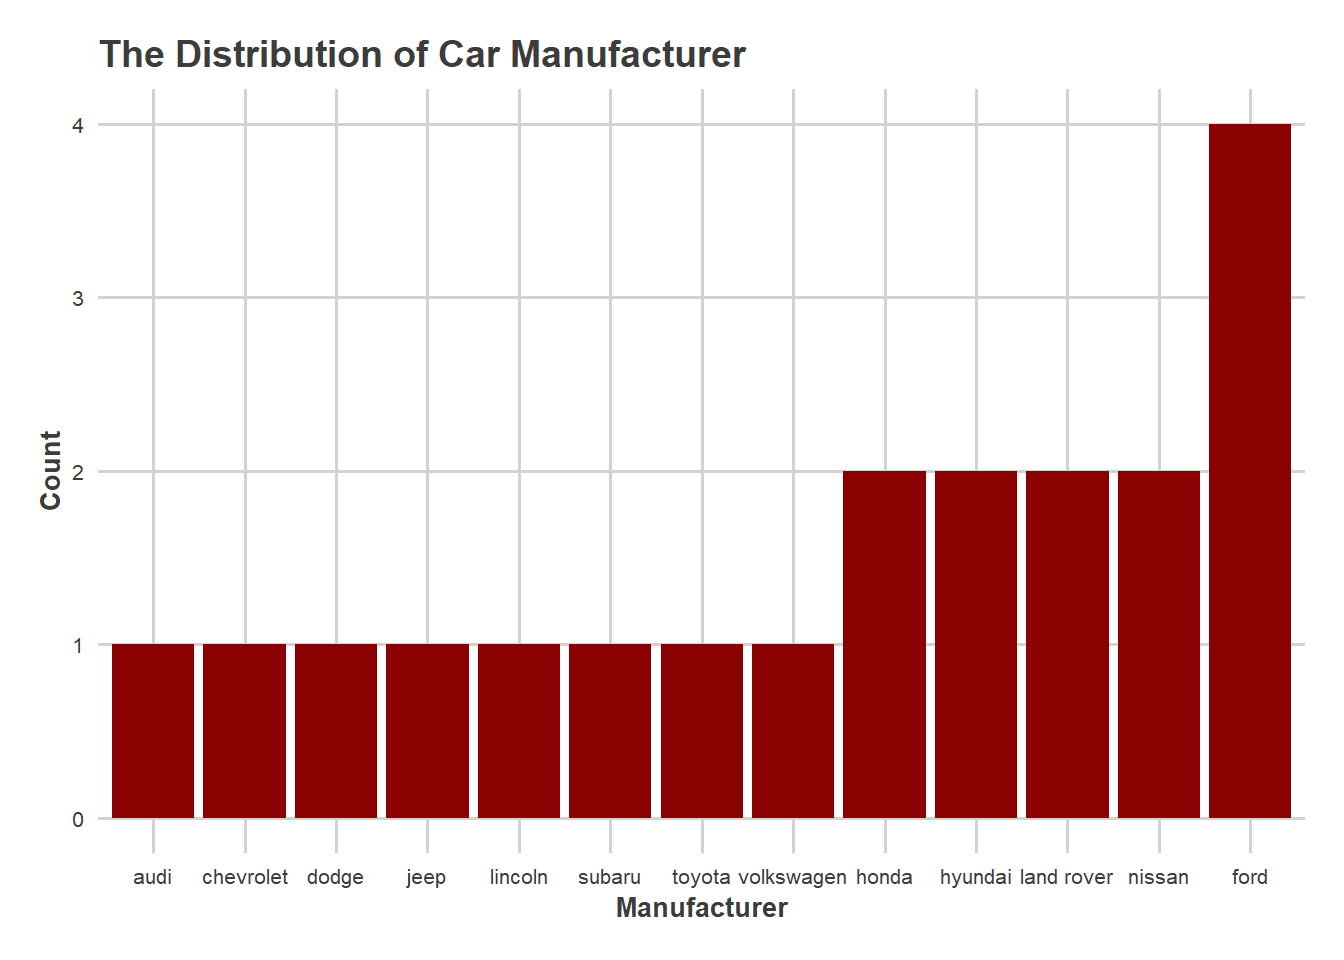 The Distribution of Car Manufacturer
4
3
2
1
0
Count
audi chevrolet dodge jeep lincoln subaru toyota volkswagen honda hyundai land rover nissan ford
Manufacturer